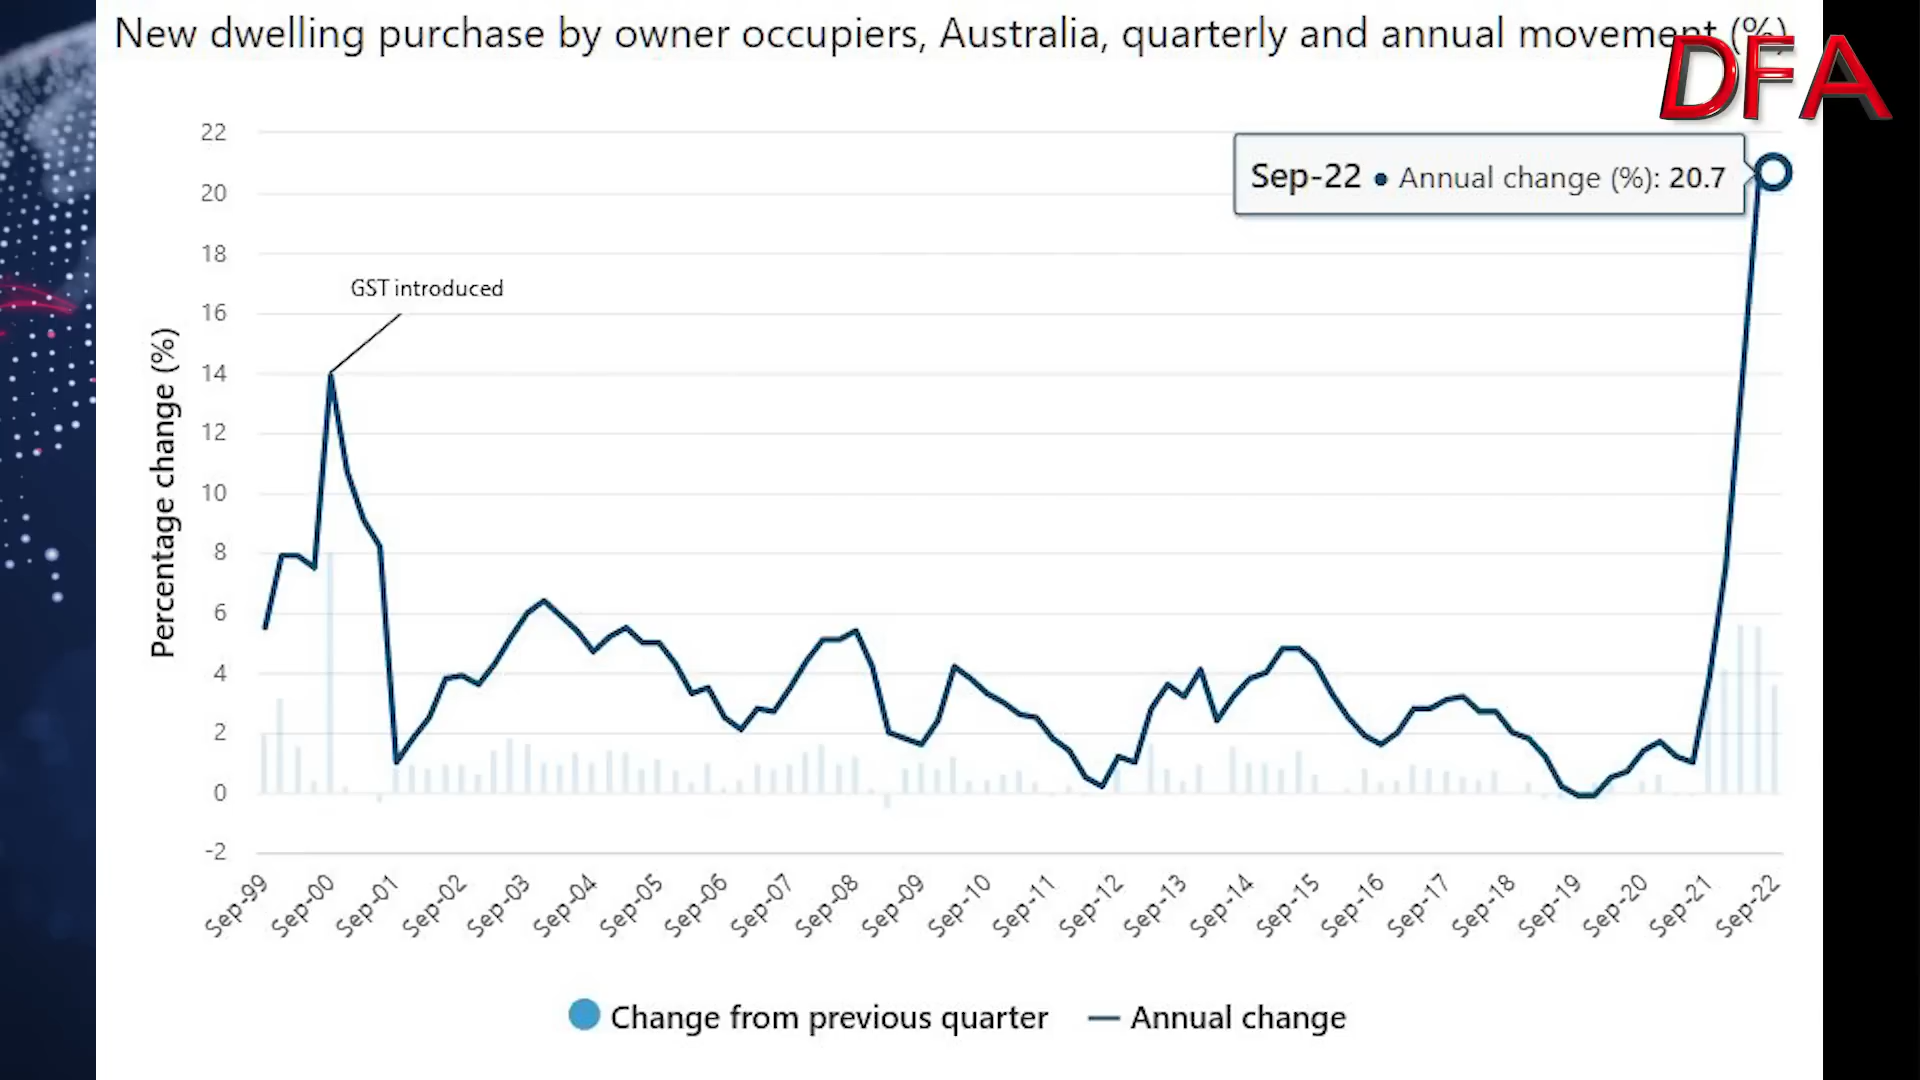 New dwelling purchase by owner occupiers, Australia, quarterly and annual movement (%)
DFA
22
Sep-22 • Annual change (%): 20.7
20
18
GST introduced
16
14
12
10
8
6
4
2
0
-2
Percentage change (%)
Sep-99 Sep-00 Sep-01 Sep-02 Sep-03 Sep-04 Sep-05 Sep-06 Sep-07 Sep-08 Sep-09 Sep-10 Sep-11 Sep-12 Sep-13 Sep-14 Sep-15 Sep-16 Sep-17 Sep-18 Sep-19 Sep-20 Sep-21 Sep-22
Change from previous quarter Annual change